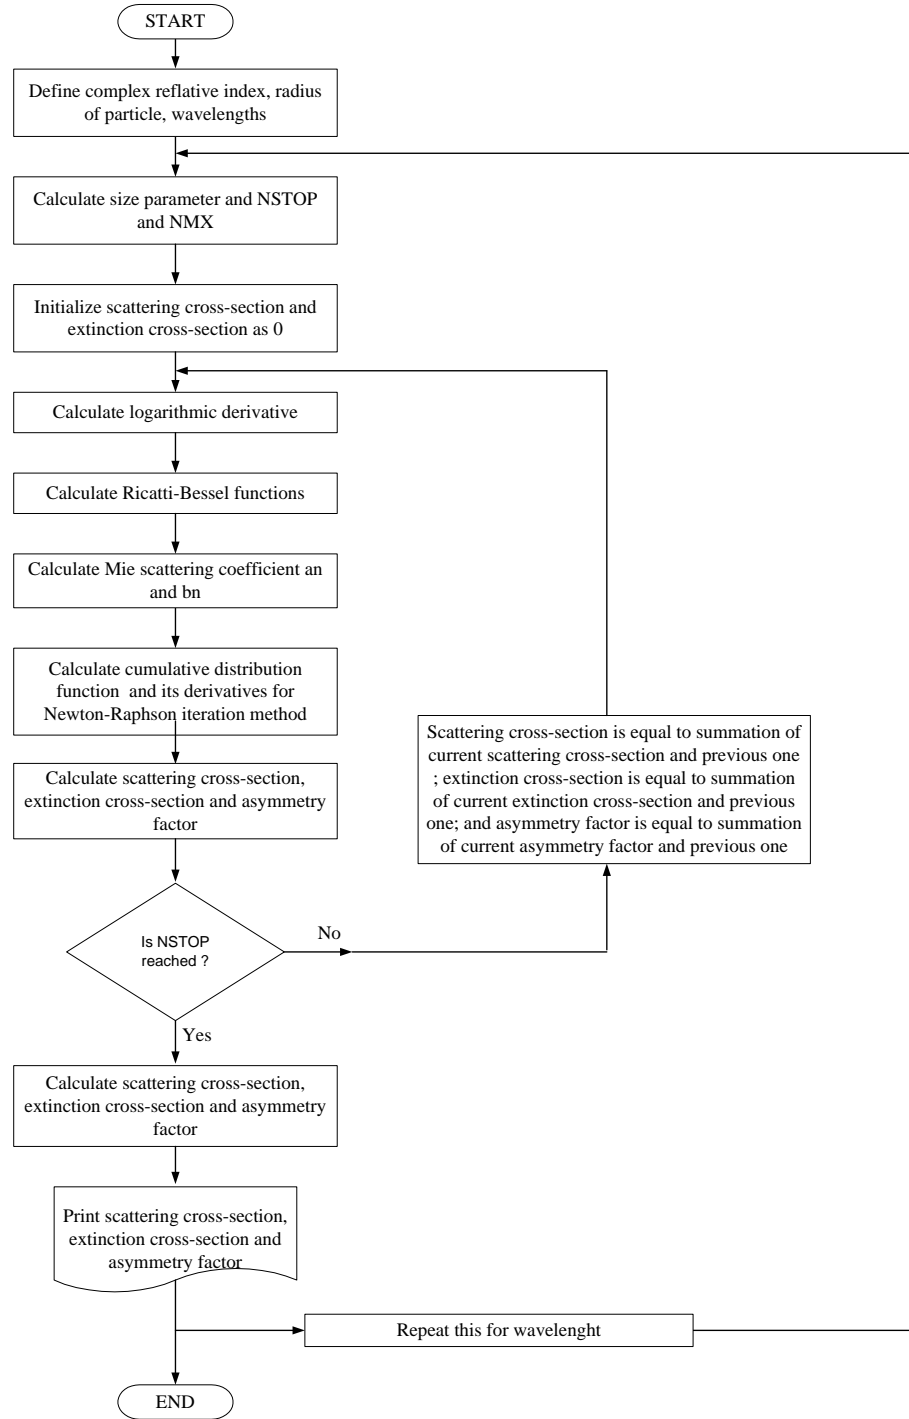 START
Define complex reflative index, radius
of particle, wavelengths
Calculate size parameter and NSTOP
and NMX
Initialize scattering cross-section and
extinction cross-section as 0
Calculate logarithmic derivative
Calculate Ricatti-Bessel functions
Calculate Mie scattering coefficient an
and bn
Calculate cumulative distribution
function and its derivatives for
Newton-Raphson iteration method
Calculate scattering cross-section,
extinction cross-section and asymmetry
factor
Scattering cross-section is equal to summation of
current scattering cross-section and previous one
; extinction cross-section is equal to summation
of current extinction cross-section and previous
one; and asymmetry factor is equal to summation
of current asymmetry factor and previous one
Is NSTOP
reached ?
No
Yes
Calculate scattering cross-section,
extinction cross-section and asymmetry
factor
Print scattering cross-section,
extinction cross-section and
asymmetry factor
Repeat this for wavelenght
END